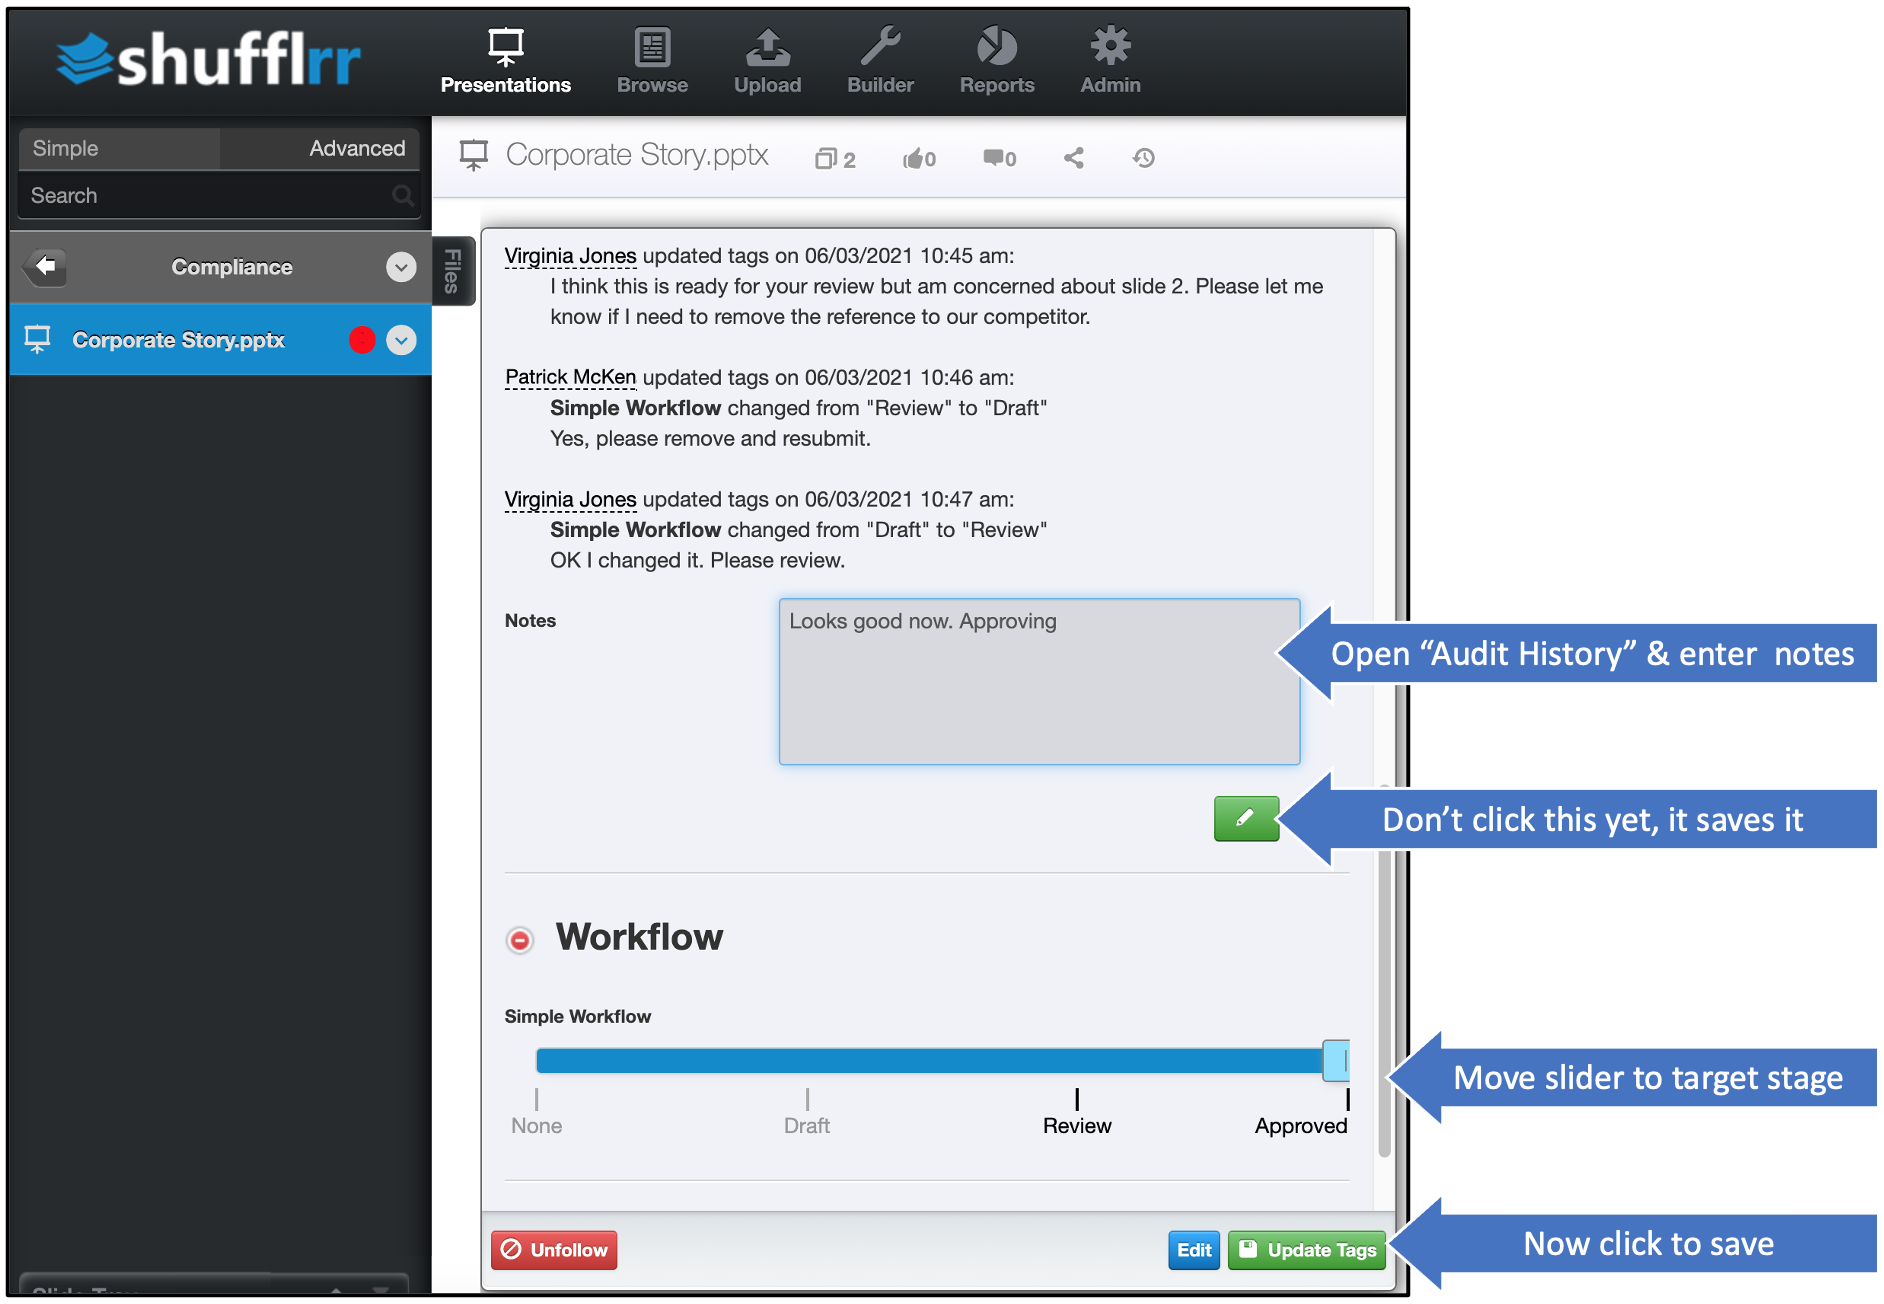 shufflrr
Presentations
Browse
Upload
Builder
Reports
Admin
Simple
Advanced
Search
Compliance
Corporate Story.pptx
Files
Corporate Story.pptx
2
0
0
Virginia Jones updated tags on 06/03/2021 10:45 am:
I think this is ready for your review but am concerned about slide 2. Please let me
know if I need to remove the reference to our competitor.
Patrick McKen updated tags on 06/03/2021 10:46 am:
Simple Workflow changed from "Review" to "Draft"
Yes, please remove and resubmit.
Virginia Jones updated tags on 06/03/2021 10:47 am:
Simple Workflow changed from "Draft" to "Review"
OK I changed it. Please review.
Notes
Looks good now. Approving
Open “Audit History” & enter notes
Don’t click this yet, it saves it
Workflow
Simple Workflow
None
Draft
Review
Approved
Move slider to target stage
Unfollow
Edit
Update Tags
Now click to save